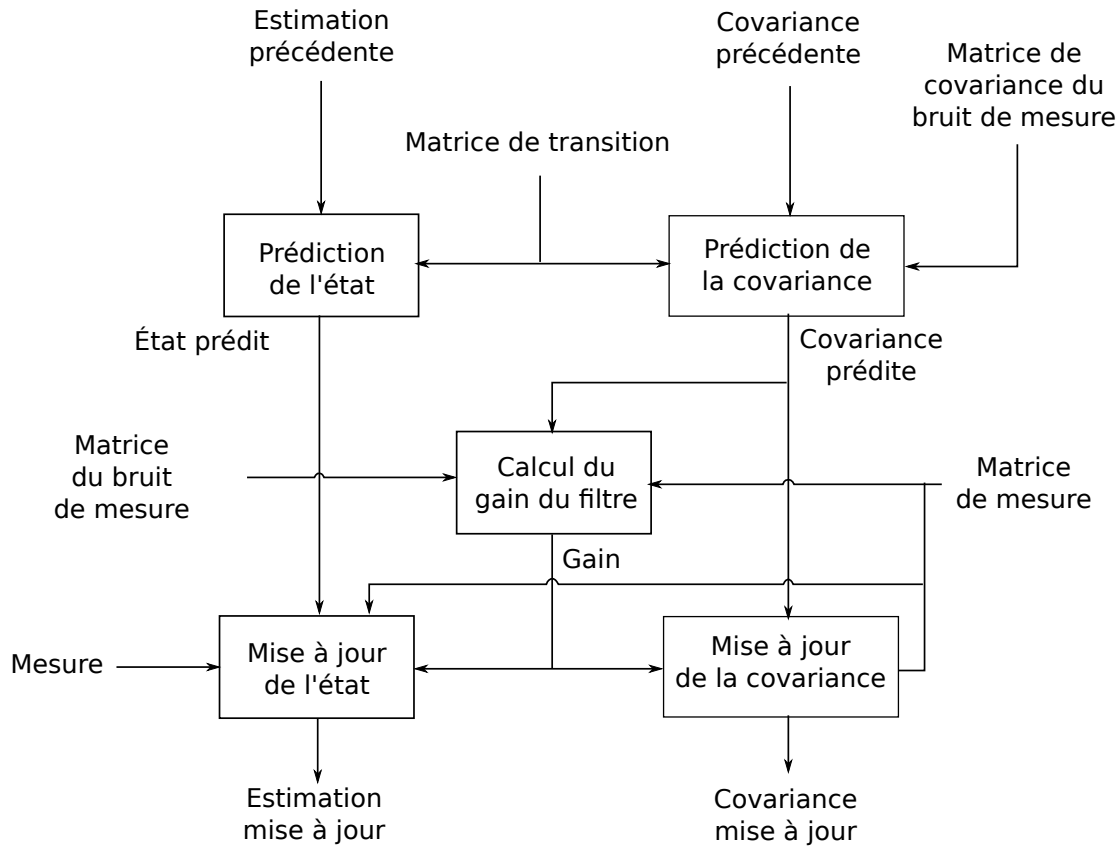 Estimation
précédente
Covariance
précédente
Matrice de
covariance du
bruit de mesure
Matrice de transition
Prédiction
de l'état
Prédiction de
la covariance
État prédit
Covariance
prédite
Matrice
du bruit
de mesure
Calcul du
gain du filtre
Matrice
de mesure
Gain
Mesure
Mise à jour
de l'état
Mise à jour
de la covariance
Estimation
mise à jour
Covariance
mise à jour